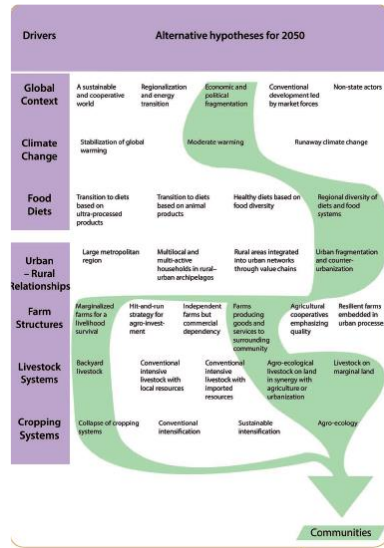 Drivers
Alternative hypotheses for 2050
Global
Context
A sustainable
and cooperative
world
Regionalization
and energy
transition
Economic and
political
fragmentation
Conventional
development led
by market forces
Non-state actors
Climate
Change
Stabilization of global
warming
Moderate warming
Runaway climate change
Food
Diets
Transition to diets
based on
ultra-processed
products
Transition to diets
based on animal
products
Healthy diets based on
food diversity
Regional diversity of
diets and food
systems
Urban
– Rural
Relationships
Large metropolitan
region
Multilocal and
multi-active
households in rural–
urban archipelagos
Rural areas integrated
into urban networks
through value chains
Urban fragmentation
and counter-
urbanization
Farm
Structures
Marginalized
farms for a
livelihood
survival
Hit-and-run
strategy for
agro-invest-
ment
Independent
farms but
commercial
dependency
Farms
producing
goods and
services to
surrounding
community
Agricultural
cooperatives
emphasizing
quality
Resilient farms
embedded in
urban processe
Livestock
Systems
Backyard
livestock
Conventional
intensive
livestock with
local resources
Conventional
intensive
livestock with
imported
resources
Agro-ecological
livestock on land
in synergy with
agriculture or
urbanization
Livestock on
marginal land
Cropping
Systems
Collapse of cropping
systems
Conventional
intensification
Sustainable
intensification
Agro-ecology
Communities